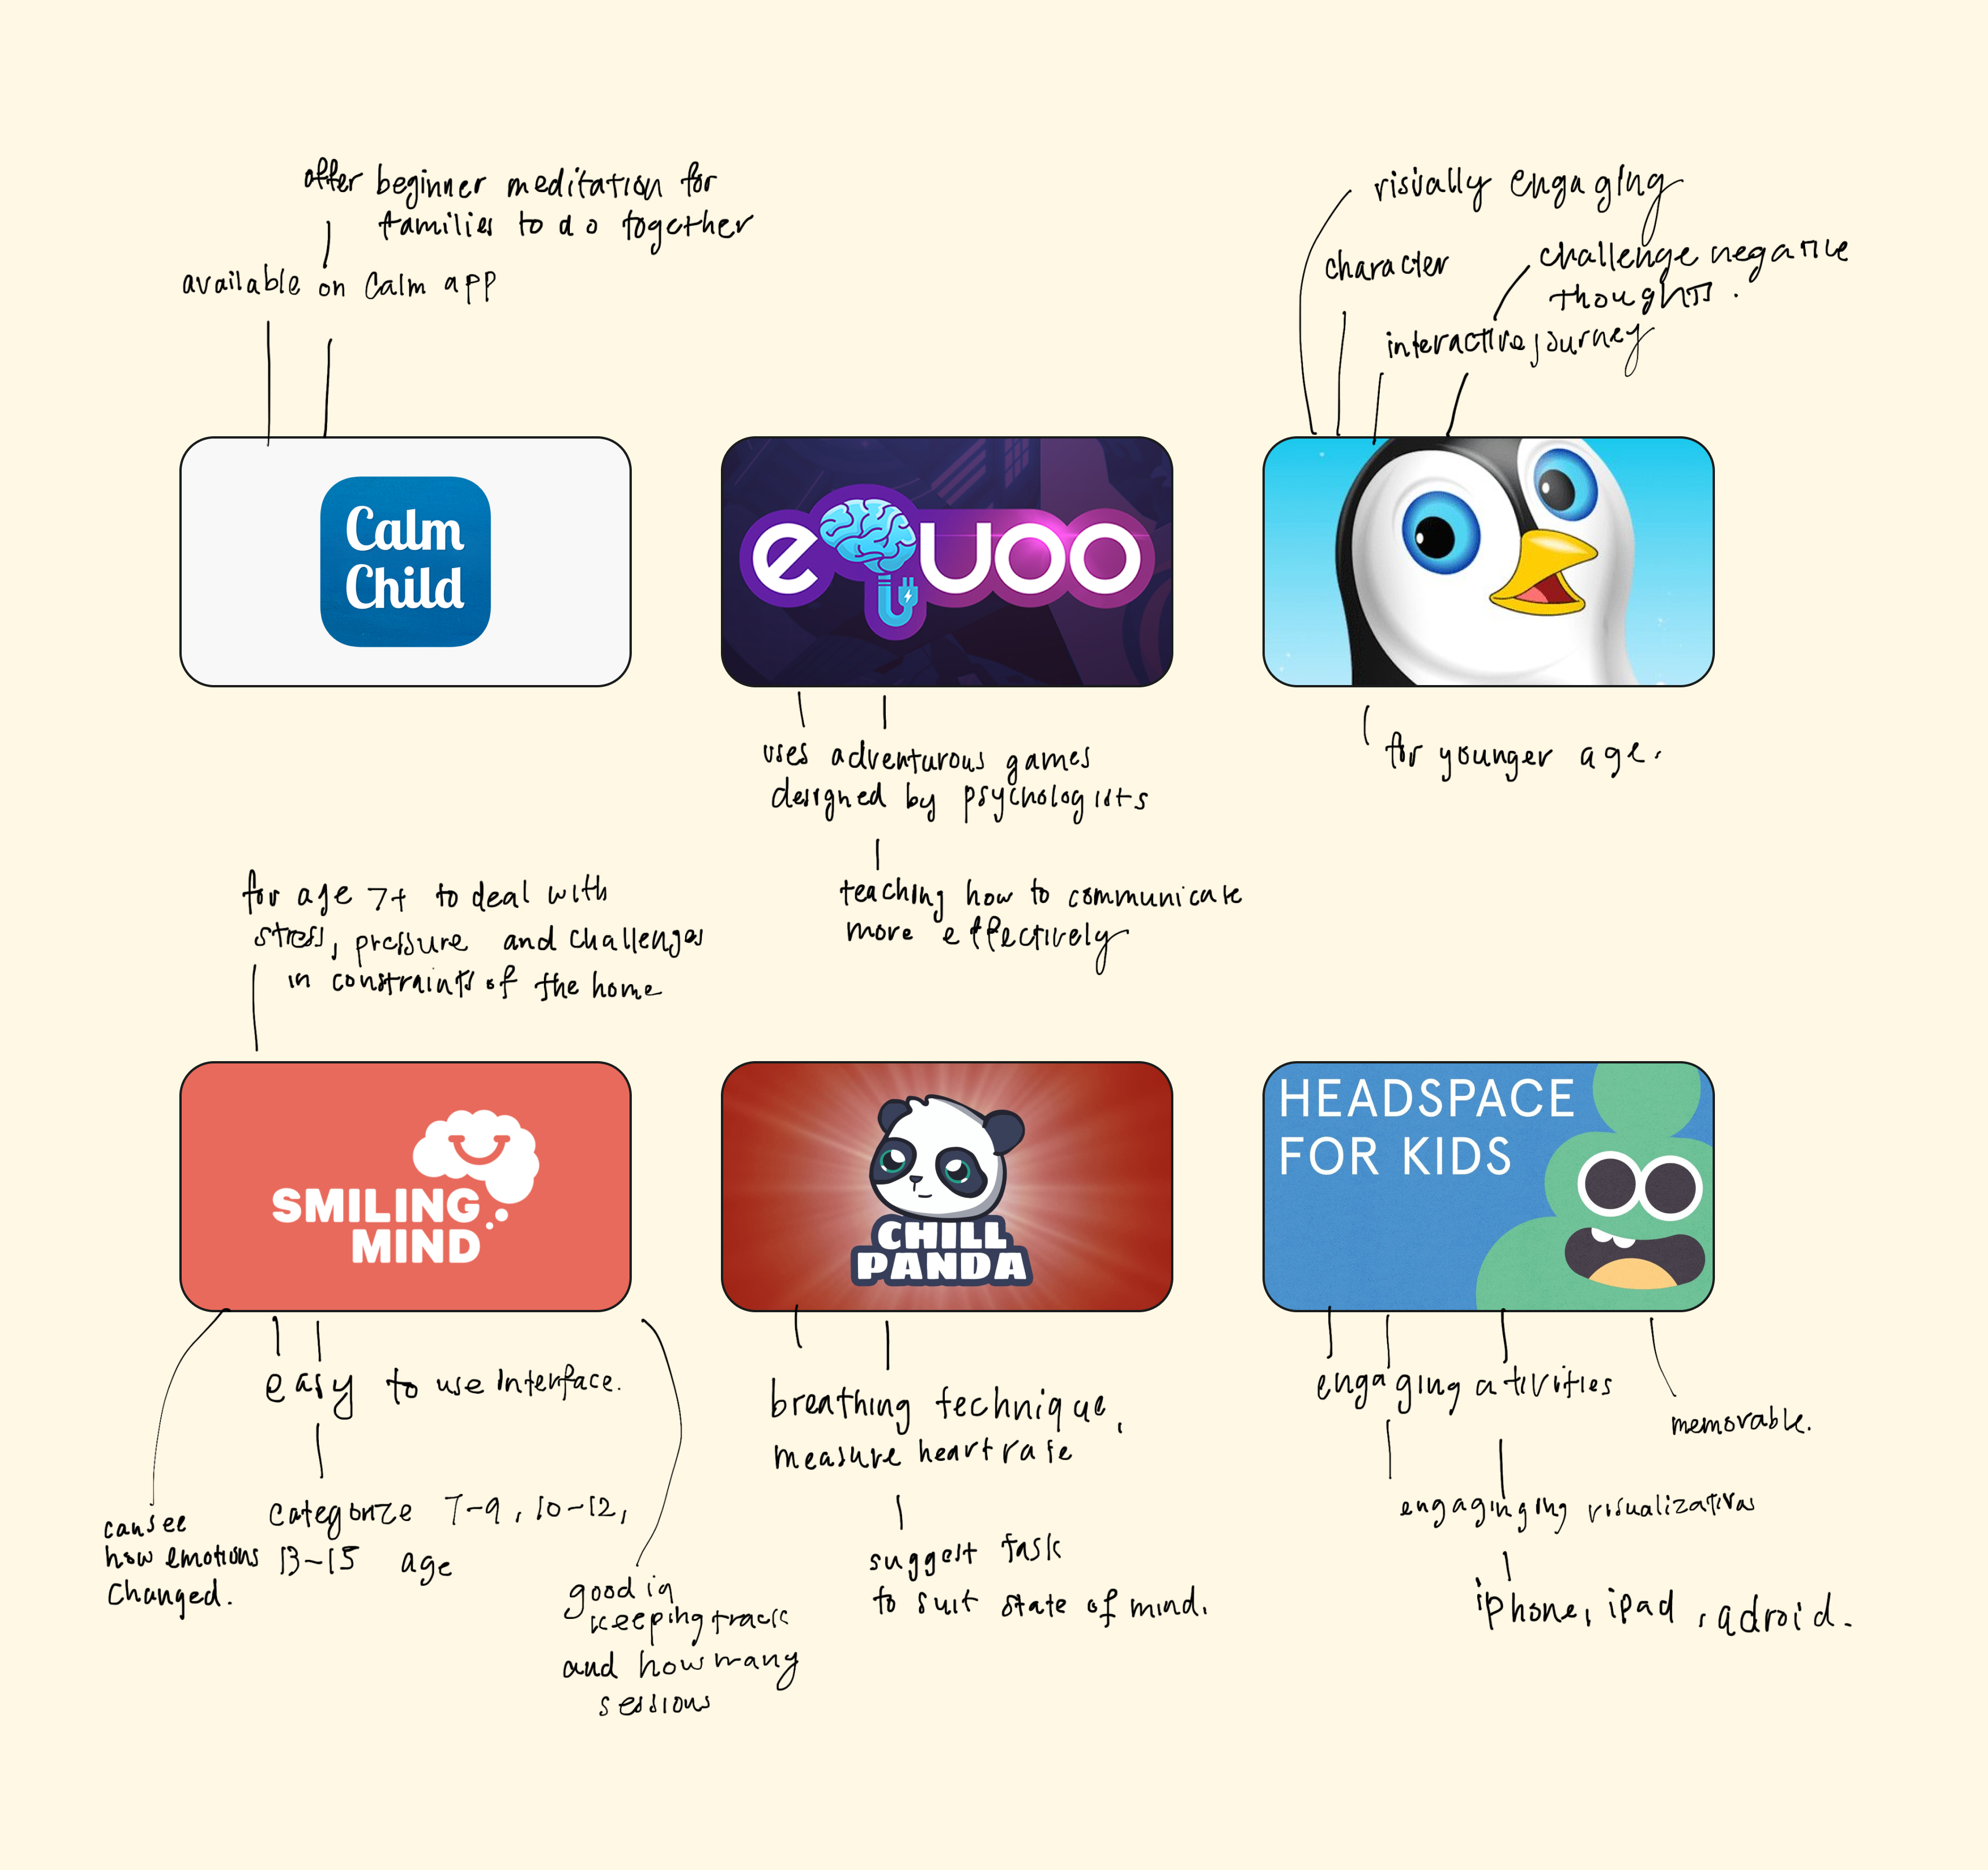 offer beginner meditation for
families to do together
available on Calm app
Calm
Child
equoo
uses adventurous games
designed by psychologists
teaching how to communicate
more effectively
visually engaging
character
challenge negative
thoughts.
interactive journey
for younger age.
for age 7+ to deal with
stress, pressure and challenges
in constraints of the home
SMILING
MIND
easy to use interface.
categorize 7-9, 10-12,
13-15 age
can see
how emotions
changed.
good in
keeping track
and how many
sessions
CHILL
PANDA
breathing technique,
measure heart rate
suggest task
to suit state of mind.
HEADSPACE
FOR KIDS
engaging ativities
memorable.
engaginging visualizations
iphone, ipad, adroid.